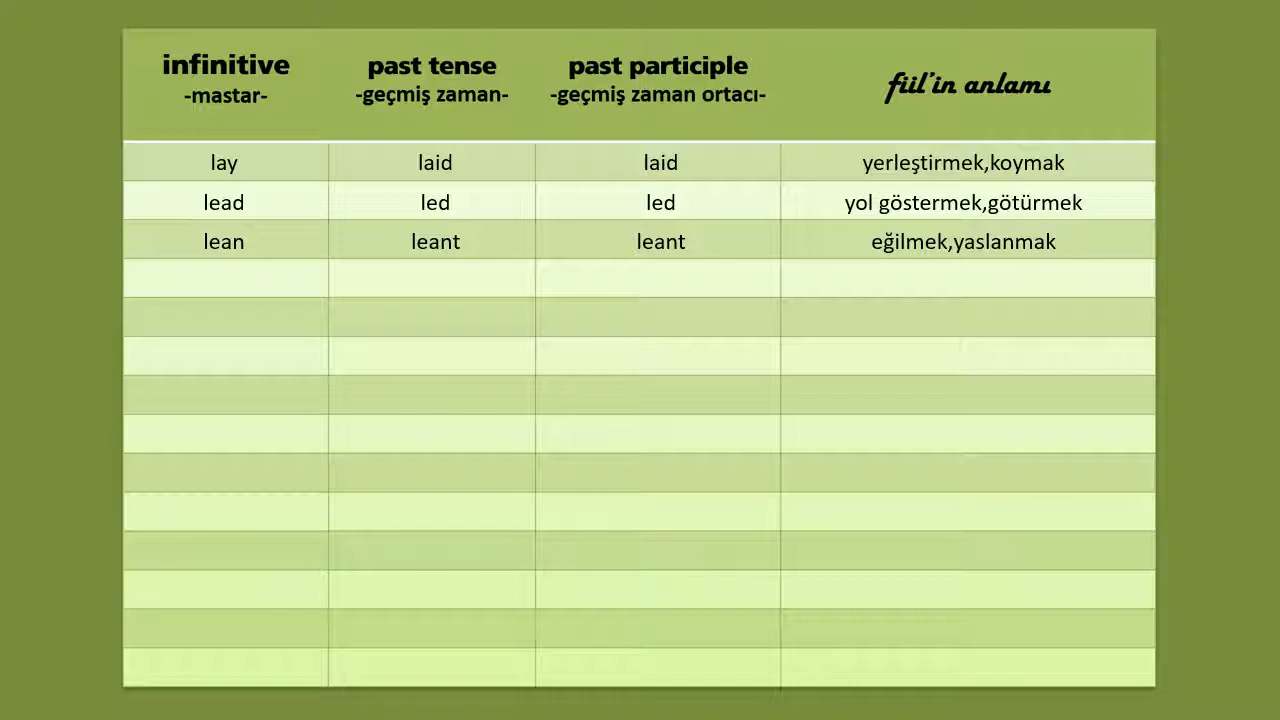 infinitive past tense past participle fiil'in anlamı
-mastar- -geçmiş zaman- -geçmiş zaman ortacı-
lay laid laid yerleştirmek,koymak
lead led led yol göstermek,götürmek
lean leant leant eğilmek,yaslanmak